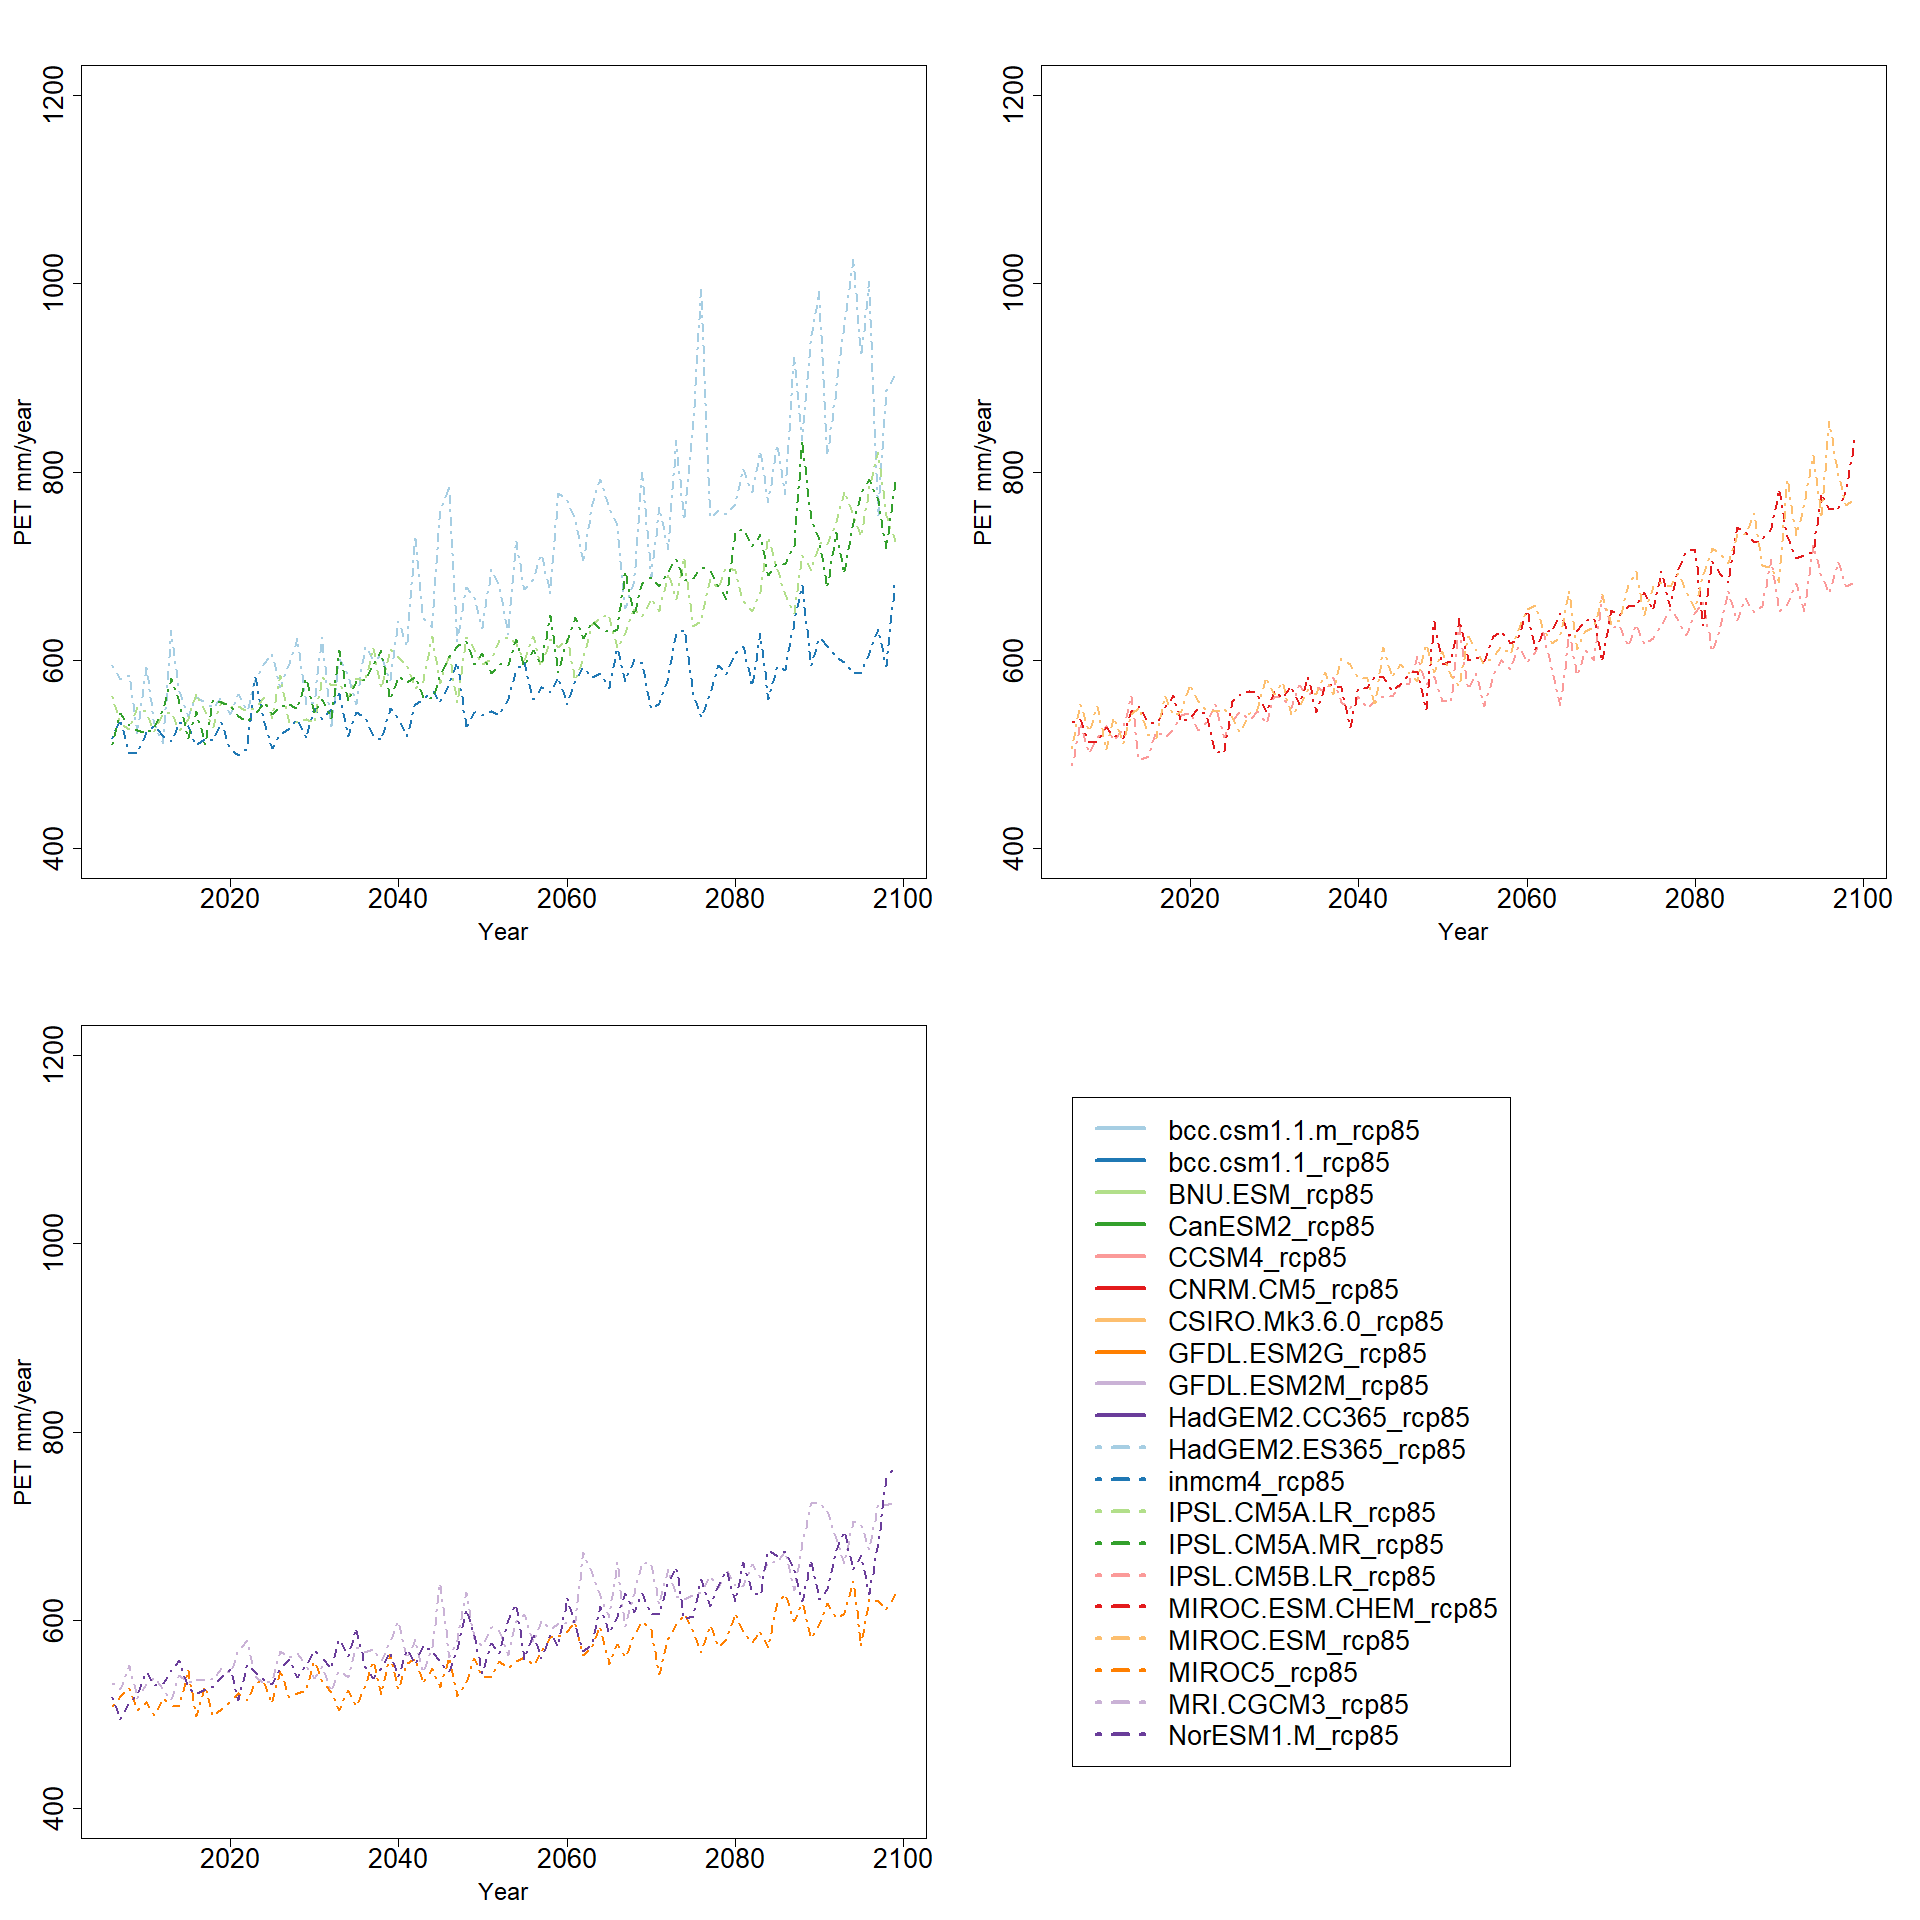 1200
1000
800
600
400
PET mm/year
2020 2040 2060 2080 2100
Year
1200
1000
800
600
400
PET mm/year
2020 2040 2060 2080 2100
Year
1200
1000
800
600
400
PET mm/year
2020 2040 2060 2080 2100
Year
bcc.csm1.1.m_rcp85
bcc.csm1.1_rcp85
BNU.ESM_rcp85
CanESM2_rcp85
CCSM4_rcp85
CNRM.CM5_rcp85
CSIRO.Mk3.6.0_rcp85
GFDL.ESM2G_rcp85
GFDL.ESM2M_rcp85
HadGEM2.CC365_rcp85
HadGEM2.ES365_rcp85
inmcm4_rcp85
IPSL.CM5A.LR_rcp85
IPSL.CM5A.MR_rcp85
IPSL.CM5B.LR_rcp85
MIROC.ESM.CHEM_rcp85
MIROC.ESM_rcp85
MIROC5_rcp85
MRI.CGCM3_rcp85
NorESM1.M_rcp85